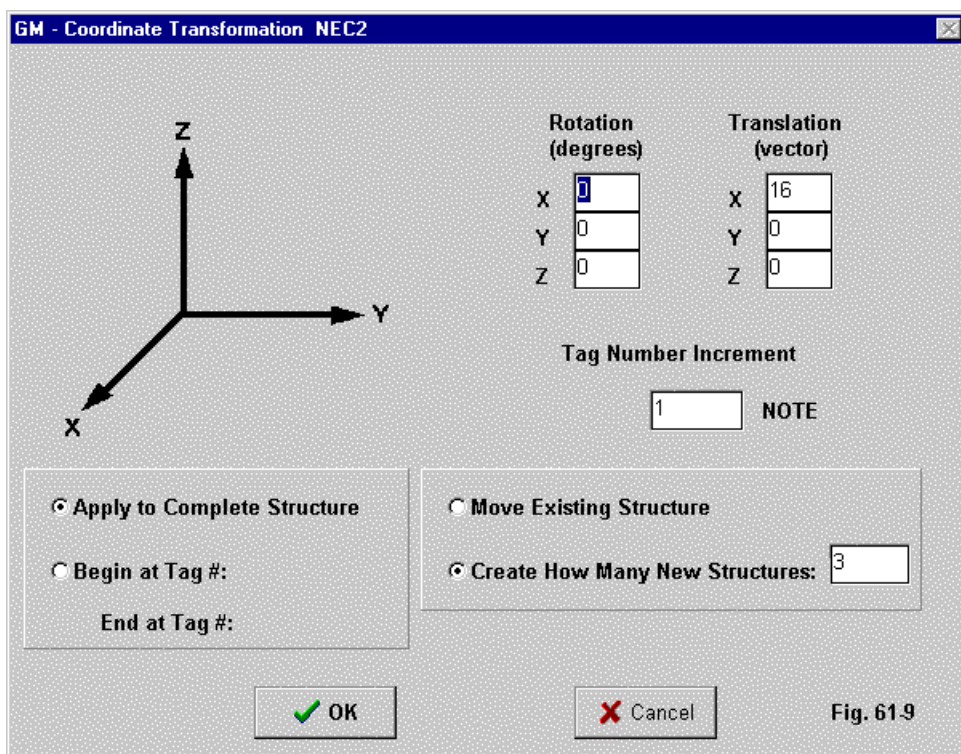 GM - Coordinate Transformation NEC2
Z
Y
X
Rotation
(degrees)
X 0
Y 0
Z 0
Translation
(vector)
X 16
Y 0
Z 0
Tag Number Increment
1 NOTE
Apply to Complete Structure
Begin at Tag #:
End at Tag #:
Move Existing Structure
Create How Many New Structures: 3
OK
Cancel
Fig. 61-9